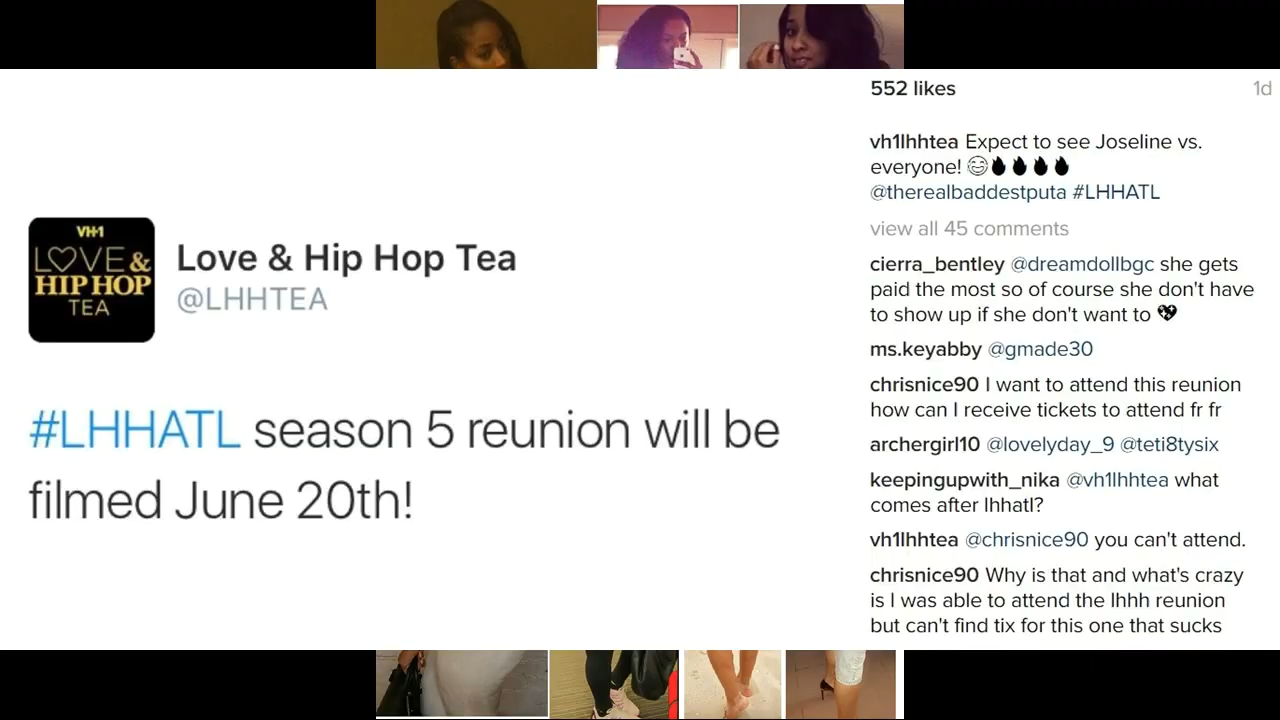 VH1
LOVE &
HIP HOP
TEA
Love & Hip Hop Tea
@LHHTEA
#LHHATL season 5 reunion will be
filmed June 20th!
552 likes
1d
vh1lhhtea Expect to see Joseline vs.
everyone! 😂🔥🔥🔥🔥
@therealbaddestputa #LHHATL
view all 45 comments
cierra_bentley @dreamdollbgc she gets
paid the most so of course she don't have
to show up if she don't want to 💖
ms.keyabby @gmade30
chrisnice90 I want to attend this reunion
how can I receive tickets to attend fr fr
archergirl10 @lovelyday_9 @teti8tysix
keepingupwith_nika @vh1lhhtea what
comes after lhhatl?
vh1lhhtea @chrisnice90 you can't attend.
chrisnice90 Why is that and what's crazy
is I was able to attend the lhhh reunion
but can't find tix for this one that sucks